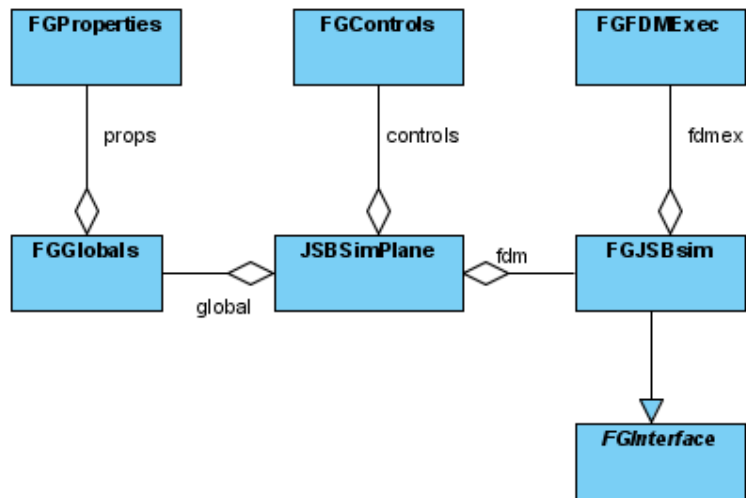 FGProperties
FGControls
FGFDMExec
props
controls
fdmex
FGGlobals
JSBSimPlane
fdm
FGJSBsim
global
FGInterface